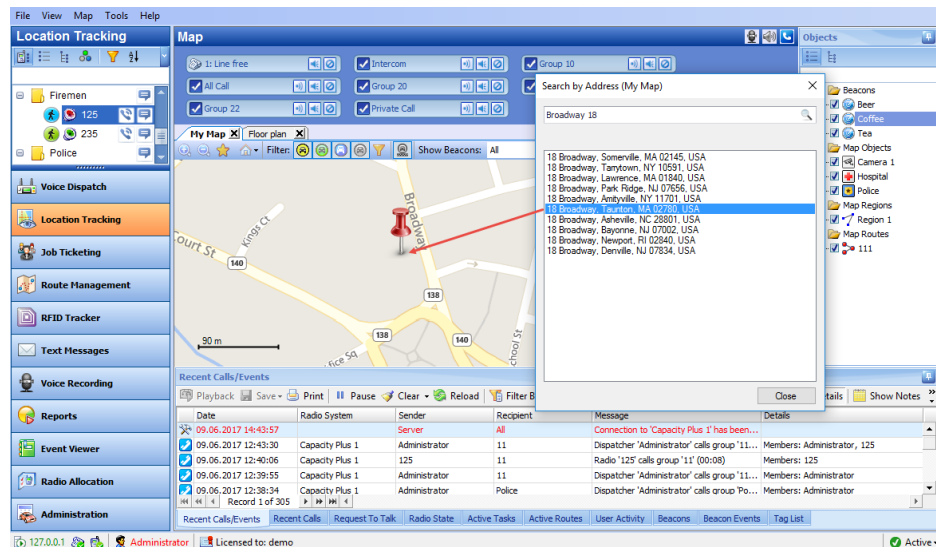 File View Map Tools Help
Location Tracking
Firemen
125
235
Police
Voice Dispatch
Location Tracking
Job Ticketing
Route Management
RFID Tracker
Text Messages
Voice Recording
Reports
Event Viewer
Radio Allocation
Administration
Map
1: Line free
Intercom
Group 10
All Call
Group 20
Group 22
Private Call
My Map
Floor plan
Filter:
Show Beacons: All
Broadway
Kings Ct
Court St
140
138
138
140
School St
90 m
Search by Address (My Map)
Broadway 18
18 Broadway, Somerville, MA 02145, USA
18 Broadway, Tarrytown, NY 10591, USA
18 Broadway, Lawrence, MA 01840, USA
18 Broadway, Park Ridge, NJ 07656, USA
18 Broadway, Amityville, NY 11701, USA
18 Broadway, Taunton, MA 02780, USA
18 Broadway, Asheville, NC 28801, USA
18 Broadway, Bayonne, NJ 07002, USA
18 Broadway, Newport, RI 02840, USA
18 Broadway, Denville, NJ 07834, USA
Close
Objects
Beacons
Beer
Coffee
Tea
Map Objects
Camera 1
Hospital
Police
Map Regions
Region 1
Map Routes
111
Recent Calls/Events
Playback Save Print Pause Clear Reload Filter B
tails Show Notes
Date Radio System Sender Recipient Message Details
09.06.2017 14:43:57 Server All Connection to 'Capacity Plus 1' has been...
09.06.2017 12:43:30 Capacity Plus 1 Administrator 11 Dispatcher 'Administrator' calls group '11... Members: Administrator, 125
09.06.2017 12:40:06 Capacity Plus 1 125 11 Radio '125' calls group '11' (00:08) Members: 125
09.06.2017 12:39:55 Capacity Plus 1 Administrator 11 Dispatcher 'Administrator' calls group '11... Members: Administrator
09.06.2017 12:38:34 Capacity Plus 1 Administrator Police Dispatcher 'Administrator' calls group 'Po... Members: Administrator
Record 1 of 305
Recent Calls/Events Recent Calls Request To Talk Radio State Active Tasks Active Routes User Activity Beacons Beacon Events Tag List
127.0.0.1 Administrator Licensed to: demo Active